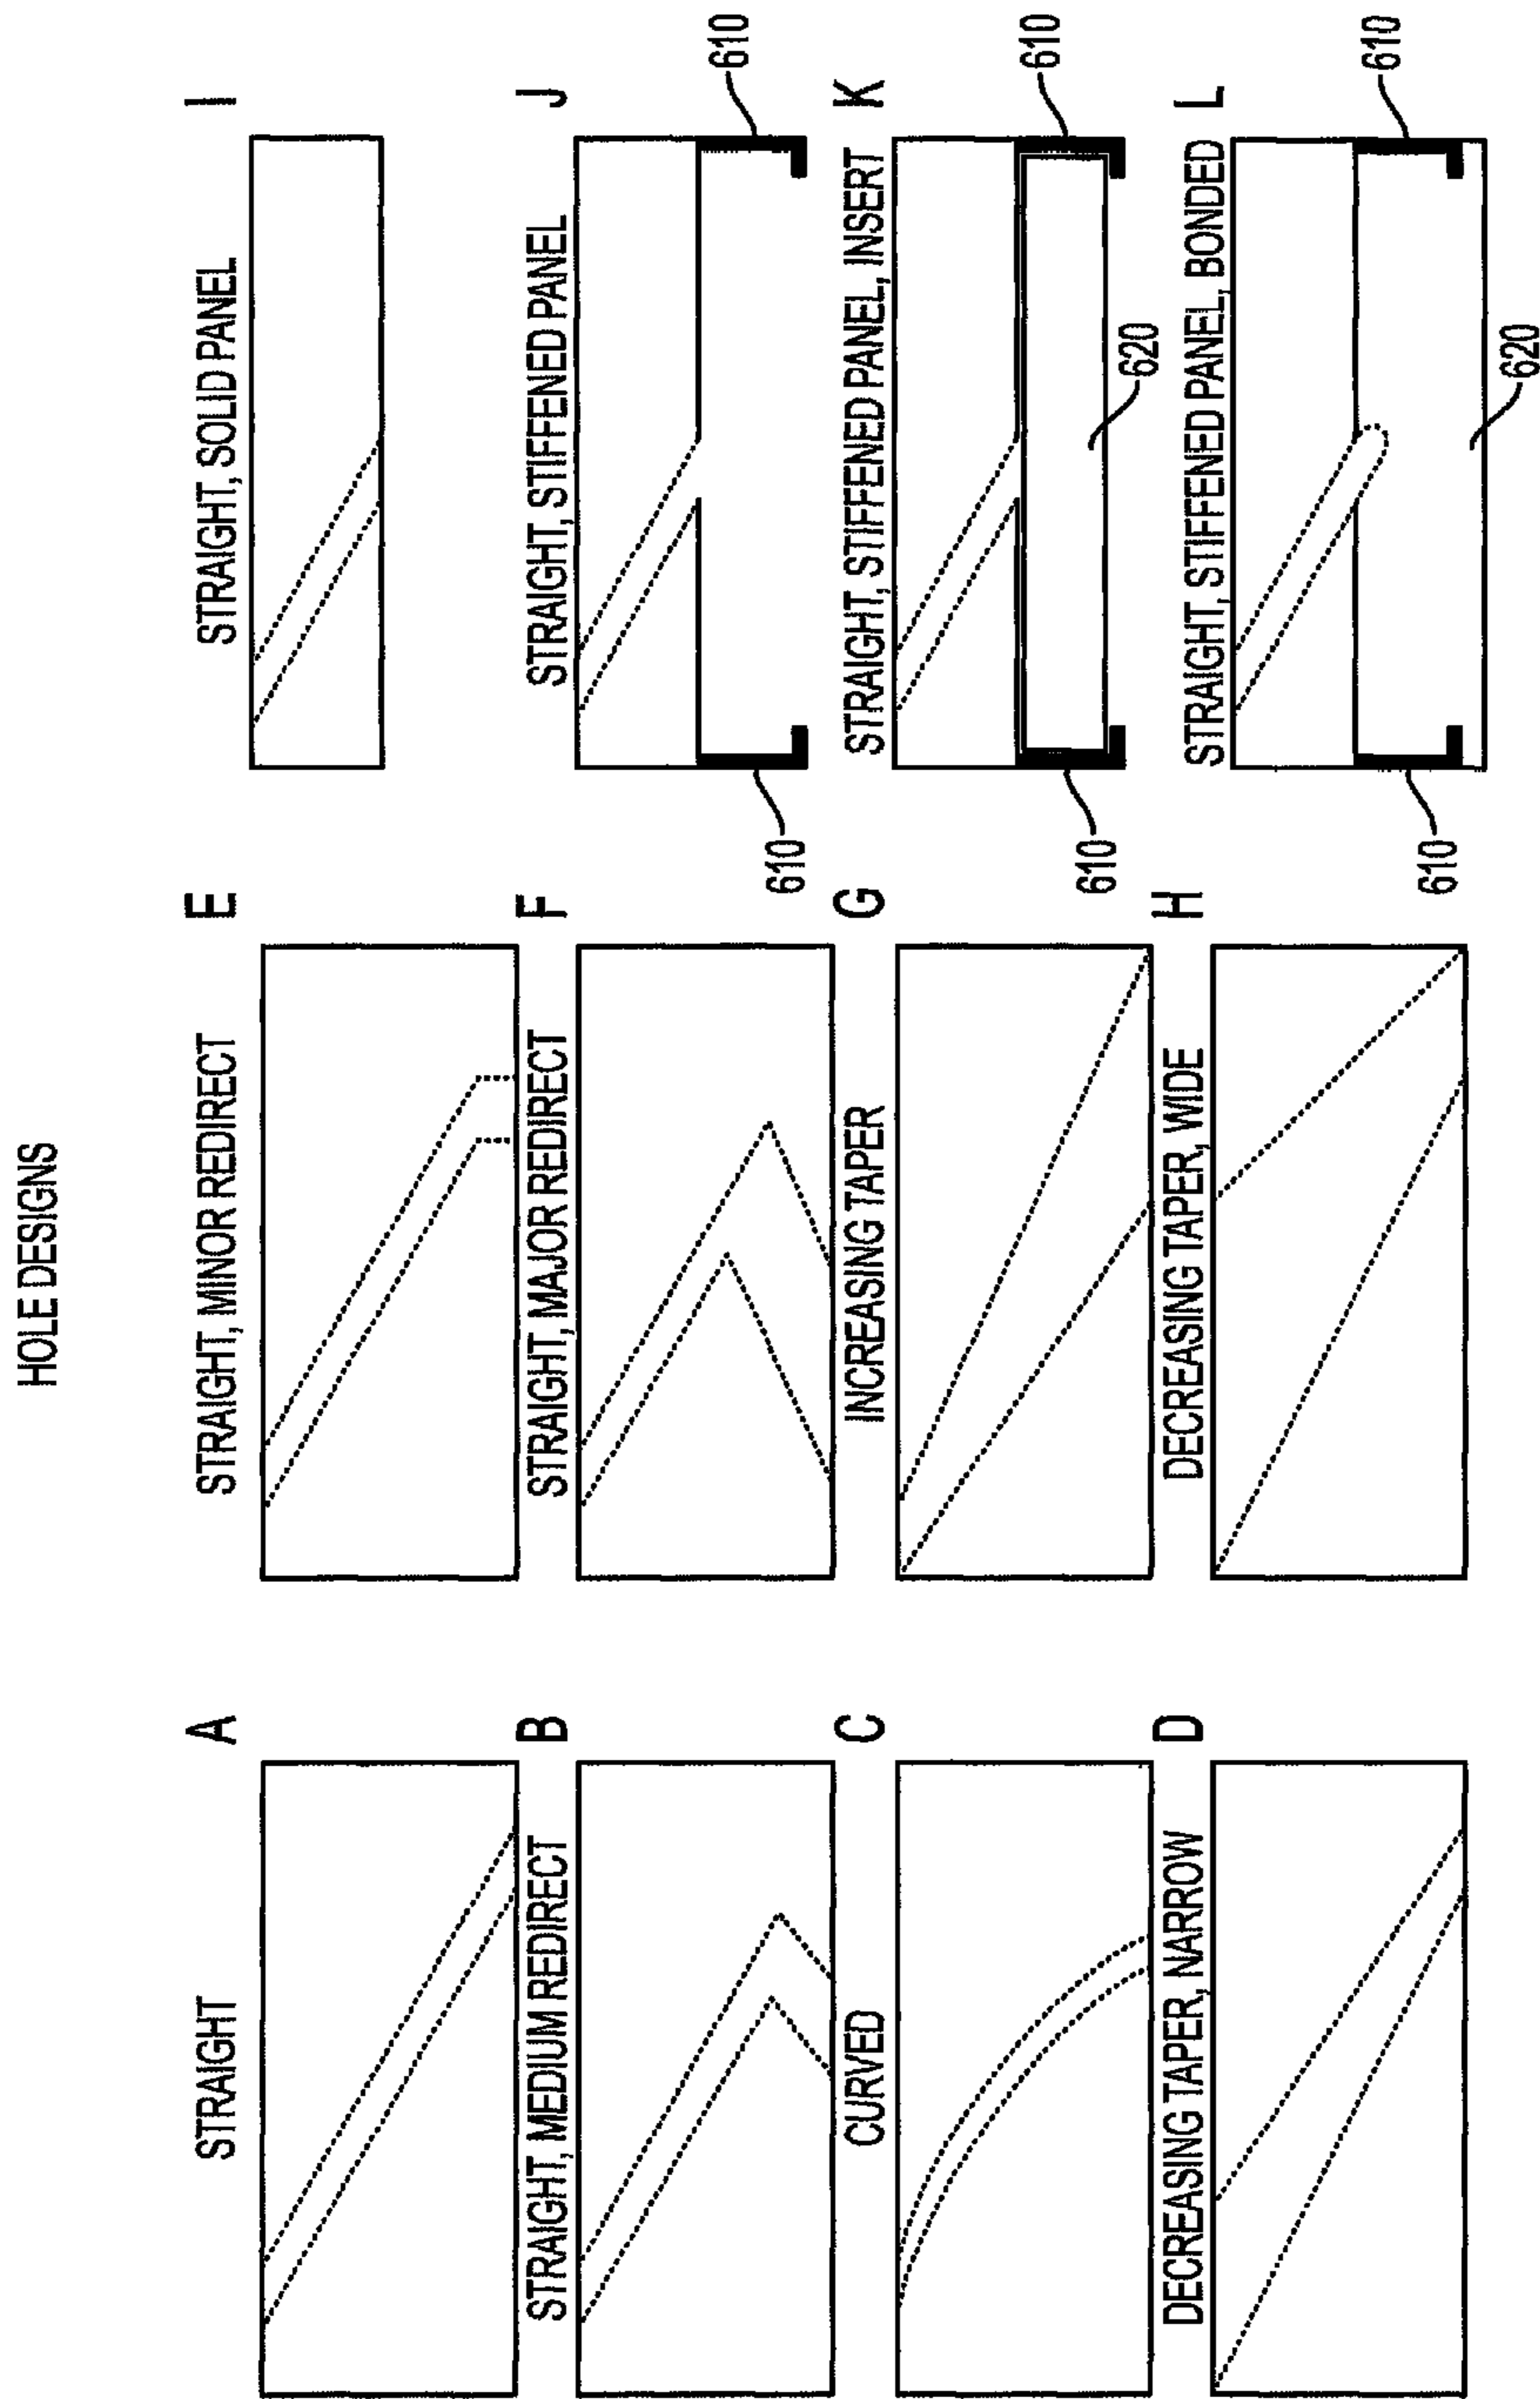 HOLE DESIGNS
STRAIGHT
A
STRAIGHT, MEDIUM REDIRECT
B
CURVED
C
DECREASING TAPER, NARROW
D
STRAIGHT, MINOR REDIRECT
E
STRAIGHT, MAJOR REDIRECT
F
INCREASING TAPER
G
DECREASING TAPER, WIDE
H
STRAIGHT, SOLID PANEL
I
STRAIGHT, STIFFENED PANEL
J
610
610
STRAIGHT, STIFFENED PANEL, INSERT
K
610
610
620
STRAIGHT, STIFFENED PANEL, BONDED
L
610
610
620